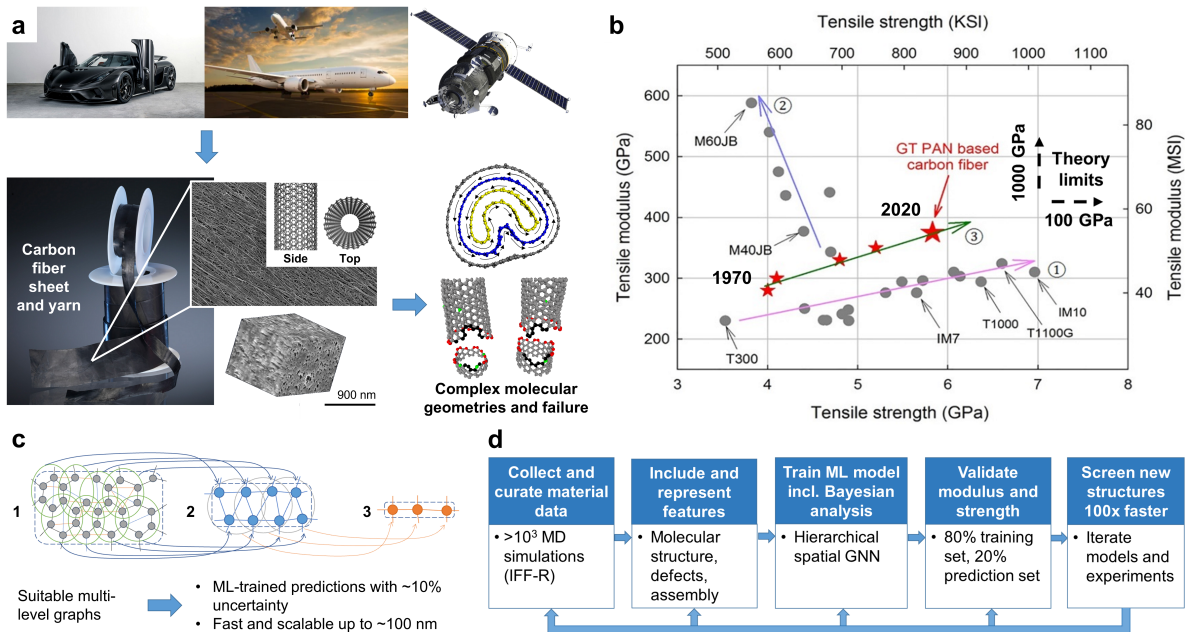 a
Carbon
fiber
sheet
and yarn
Side
Top
900 nm
Complex molecular
geometries and failure
b
Tensile strength (KSI)
500
600
700
800
900
1000
1100
Tensile modulus (GPa)
600
500
400
300
200
80
60
40
Tensile modulus (MSI)
M60JB
②
GT PAN based
carbon fiber
1000 GPa
Theory
limits
100 GPa
2020
M40JB
③
1970
①
T300
IM7
T1000
T1100G
IM10
3
4
5
6
7
8
Tensile strength (GPa)
c
1
2
3
Suitable multi-
level graphs
• ML-trained predictions with ~10%
uncertainty
• Fast and scalable up to ~100 nm
d
Collect and
curate material
data
• >10³ MD
simulations
(IFF-R)
Include and
represent
features
• Molecular
structure,
defects,
assembly
Train ML model
incl. Bayesian
analysis
• Hierarchical
spatial GNN
Validate
modulus and
strength
• 80% training
set, 20%
prediction set
Screen new
structures
100x faster
• Iterate
models and
experiments